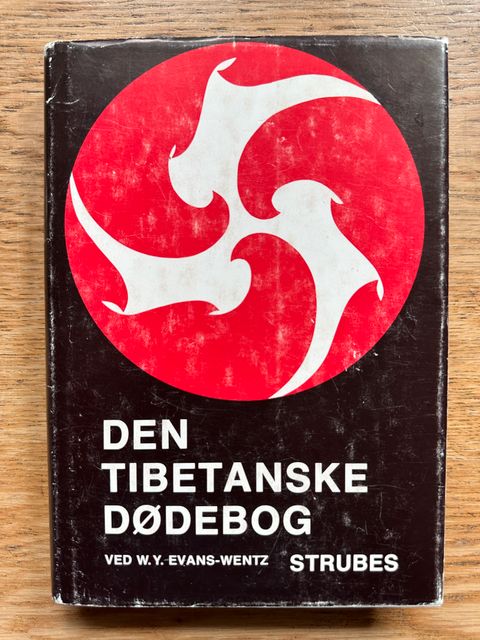 DEN
TIBETANSKE
DØDEBOG
VED W.Y. EVANS-WENTZ STRUBES